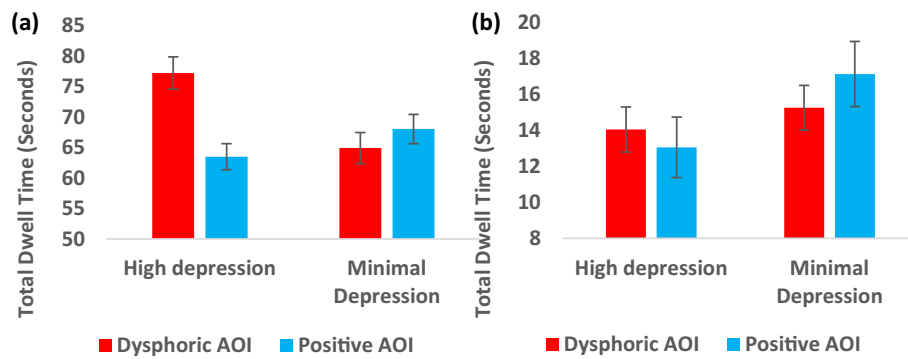 (a)
Total Dwell Time (Seconds)
85
80
75
70
65
60
55
50
High depression
Minimal
Depression
Dysphoric AOI
Positive AOI
(b)
Total Dwell Time (Seconds)
20
18
16
14
12
10
8
High depression
Minimal
Depression
Dysphoric AOI
Positive AOI